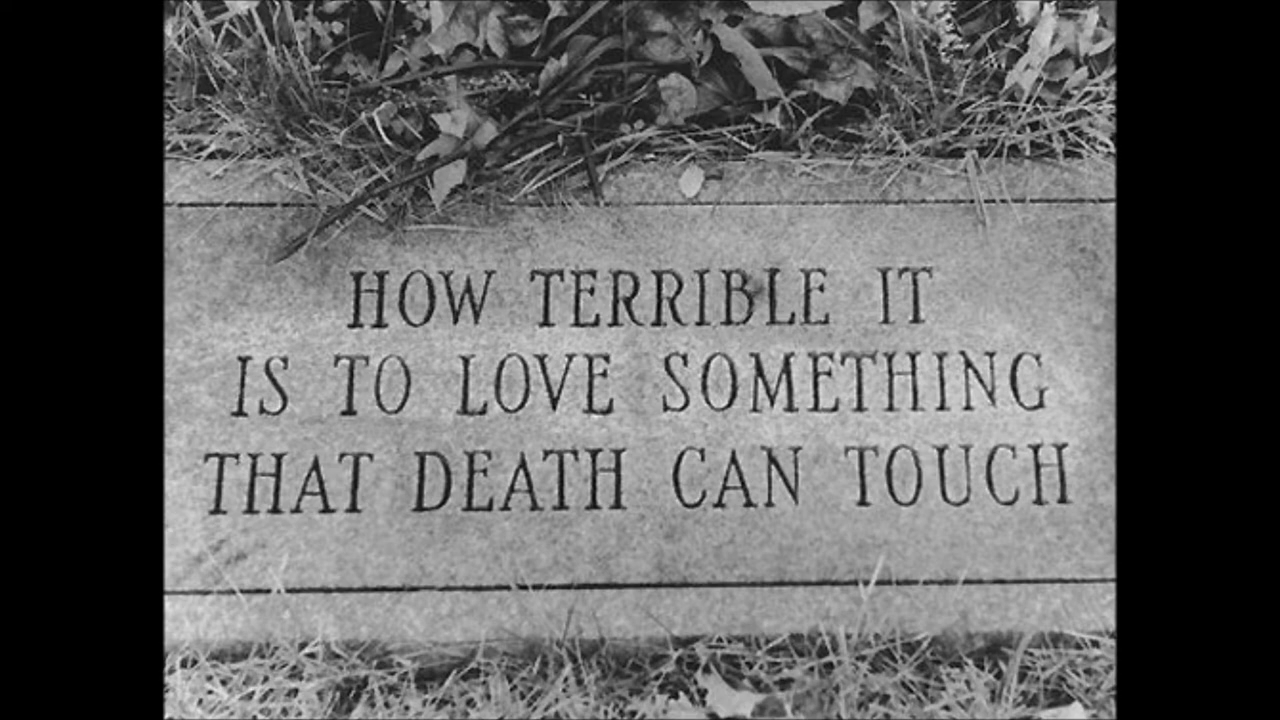 HOW TERRIBLE IT
IS TO LOVE SOMETHING
THAT DEATH CAN TOUCH